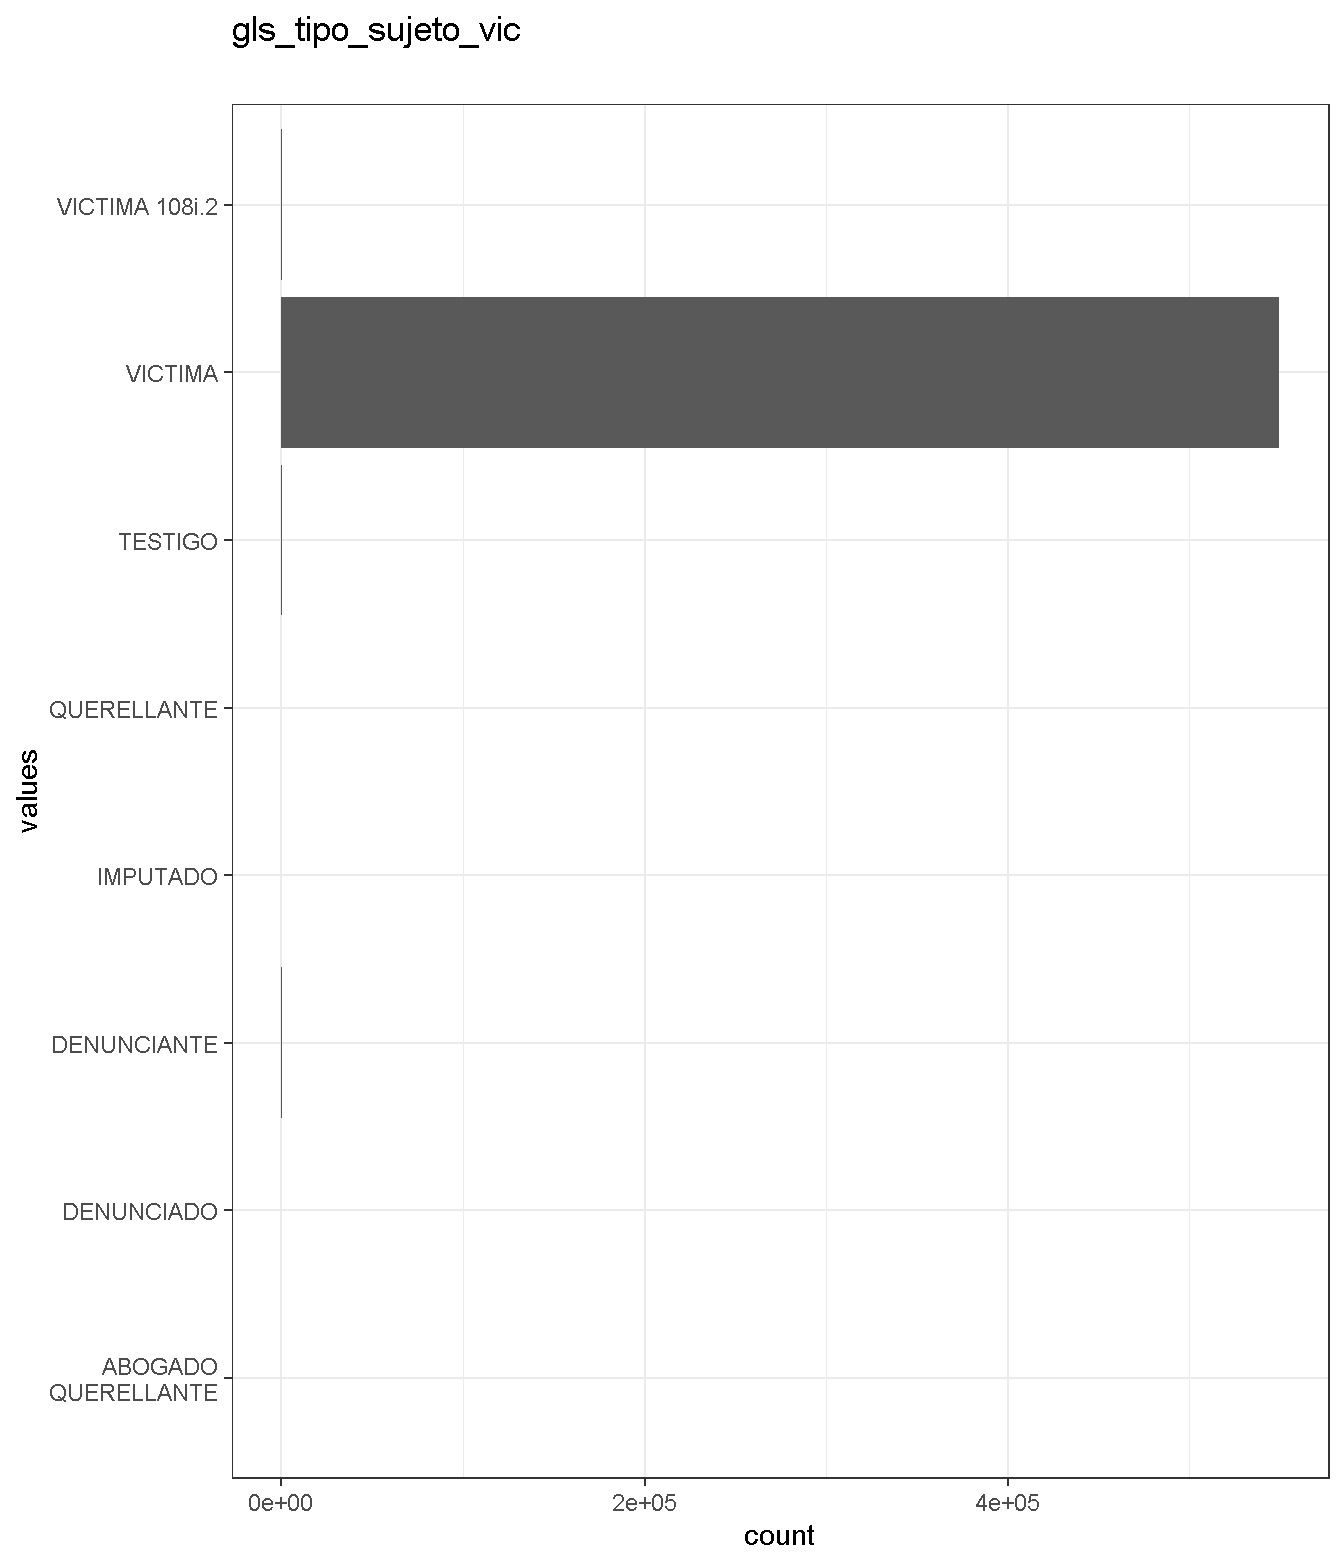 gls_tipo_sujeto_vic
VICTIMA 108i.2
VICTIMA
TESTIGO
QUERELLANTE
IMPUTADO
DENUNCIANTE
DENUNCIADO
ABOGADO
QUERELLANTE
values
0e+00 2e+05 4e+05
count